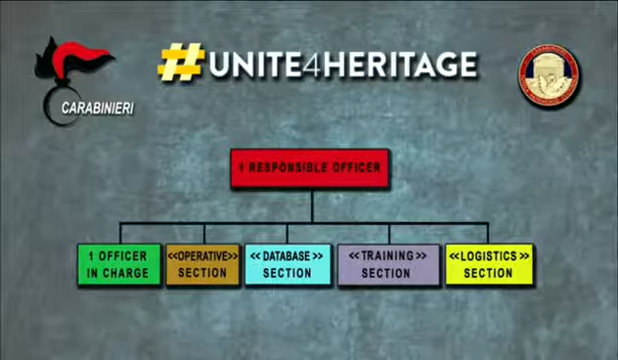 #UNITE4HERITAGE
CARABINIERI
1 RESPONSIBLE OFFICER
1 OFFICER
IN CHARGE
<<OPERATIVE>>
SECTION
<<DATABASE>>
SECTION
<<TRAINING>>
SECTION
<<LOGISTICS>>
SECTION